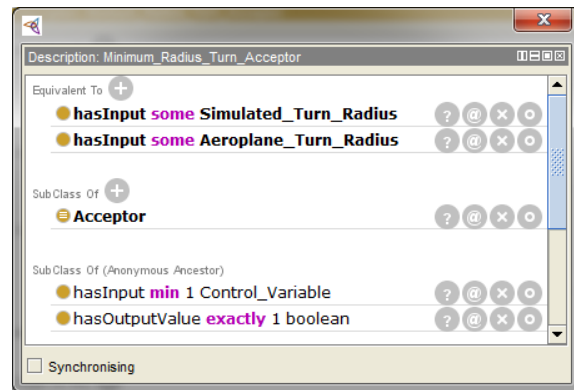 Description: Minimum_Radius_Turn_Acceptor
Equivalent To
hasInput some Simulated_Turn_Radius
hasInput some Aeroplane_Turn_Radius
SubClass Of
Acceptor
SubClass Of (Anonymous Ancestor)
hasInput min 1 Control_Variable
hasOutputValue exactly 1 boolean
Synchronising